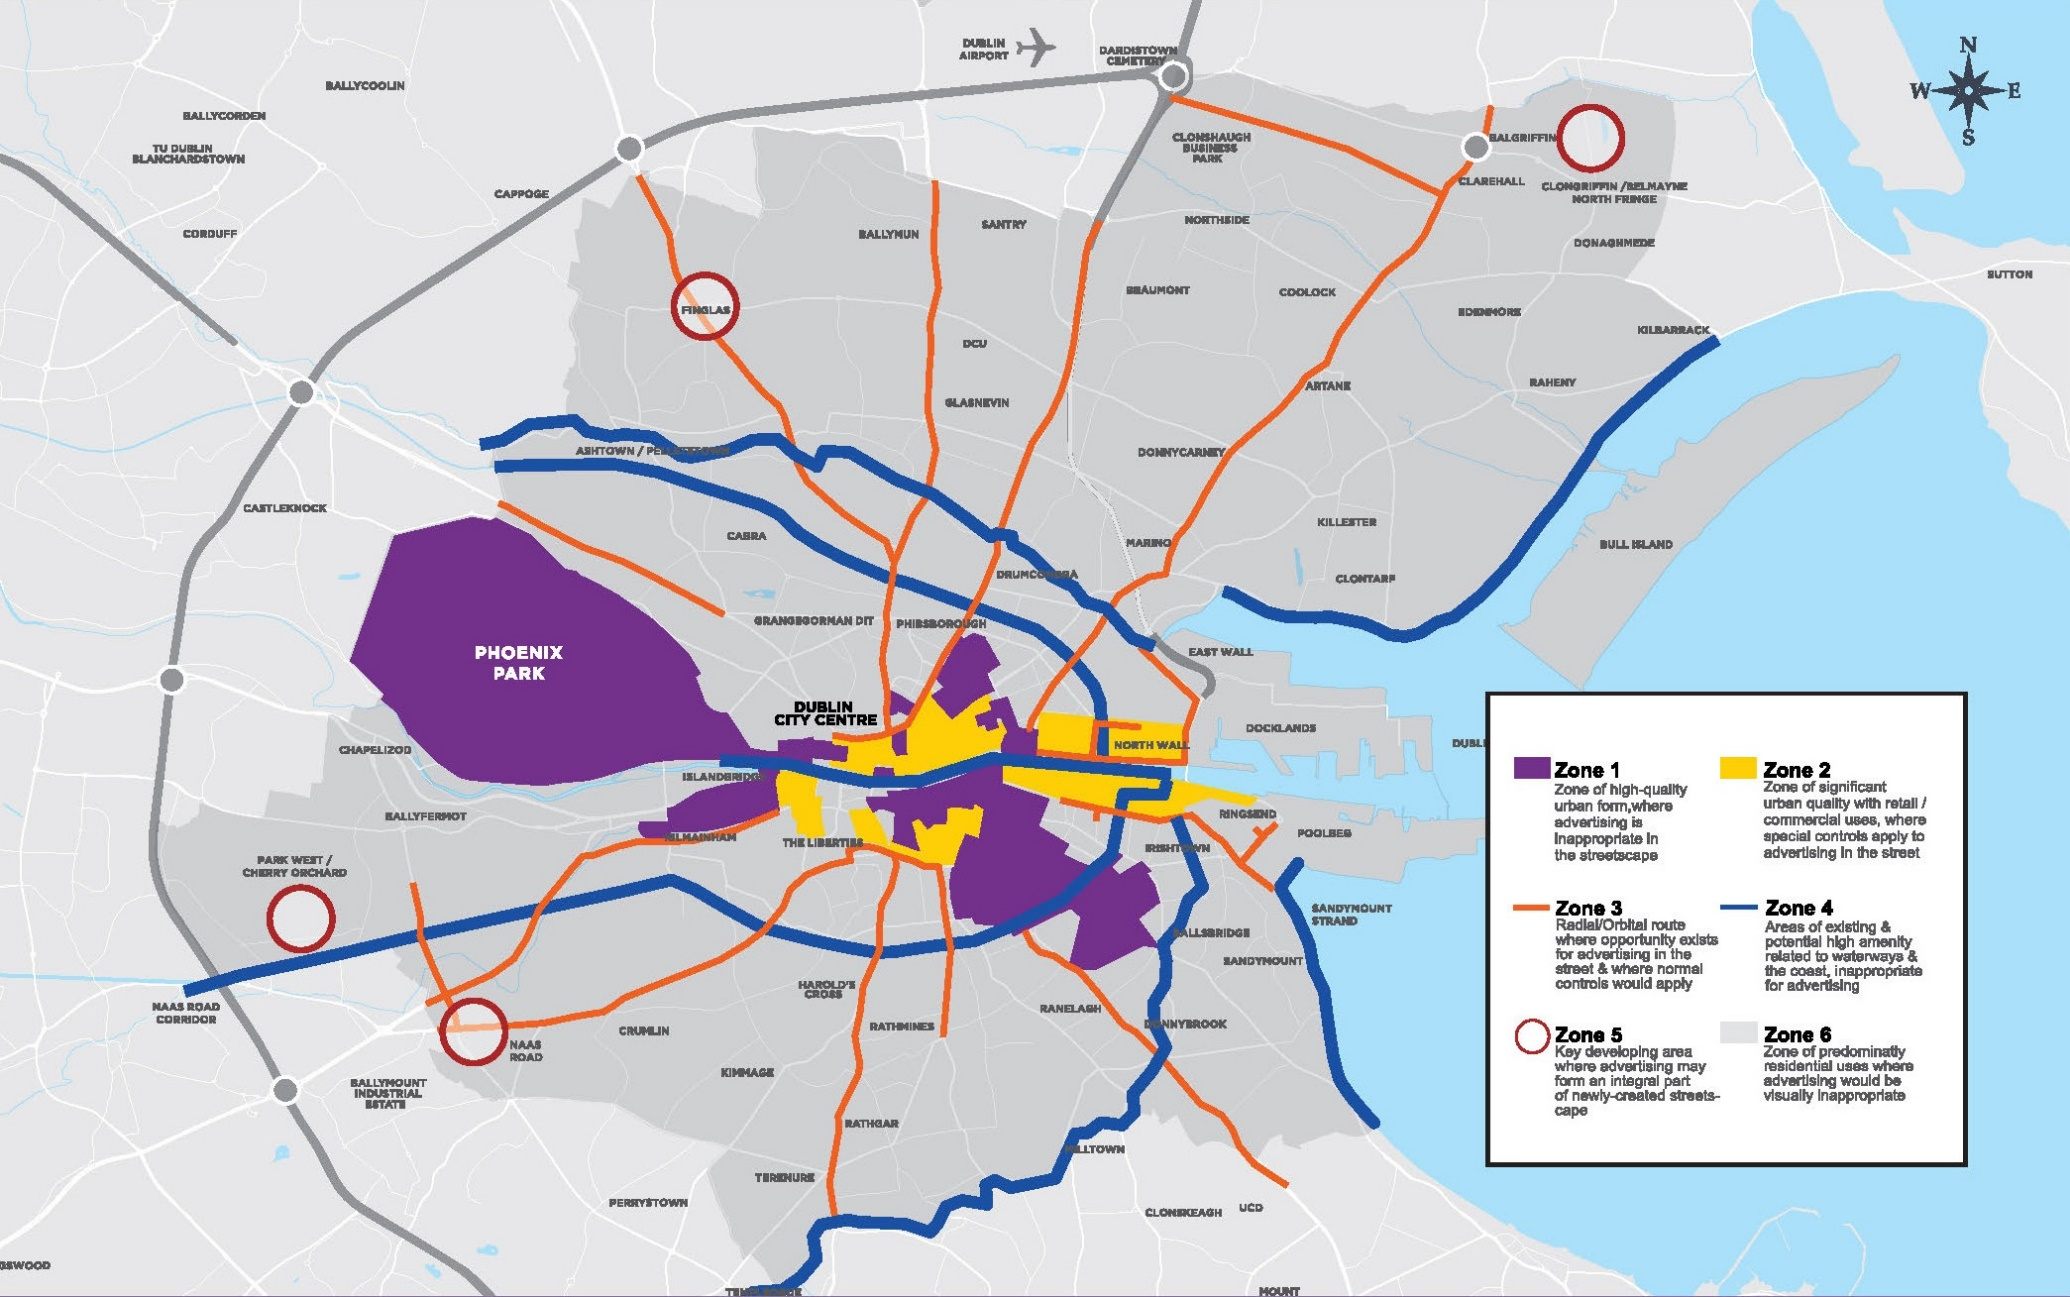 DUBLIN
AIRPORT
DARDISTOWN
CEMETERY
N
W E
S
BALLYCOOLIN
BALLYCORDEN
TU DUBLIN
BLANCHARDSTOWN
CLONSHAUGH
BUSINESS
PARK
BALGRIFFIN
CLAREHALL
CLONGRIFFIN /BELMAYNE
NORTH FRINGE
CAPPOGE
CORDUFF
BALLYMUN
SANTRY
NORTHSIDE
DONAGHMEDE
SUTTON
BEAUMONT
COOLOCK
EDENMORE
FINGLAS
KILBARRACK
DCU
ARTANE
RAHENY
GLASNEVIN
ASHTOWN /
DONNYCARNEY
CASTLEKNOCK
CABRA
MARINO
KILLESTER
BULL ISLAND
DRUMCONDRA
CLONTARF
GRANGEGORMAN DIT
PHIBSBOROUGH
PHOENIX
PARK
EAST WALL
DUBLIN
CITY CENTRE
DOCKLANDS
CHAPELIZOD
NORTH WALL
DUBL
ISLANDBRIDGE
BALLYFERMOT
KILMAINHAM
THE LIBERTIES
RINGSEND
POOLBEG
IRISHTOWN
PARK WEST /
CHERRY ORCHARD
SANDYMOUNT
STRAND
BALLSBRIDGE
SANDYMOUNT
NAAS ROAD
CORRIDOR
HAROLD'S
CROSS
RATHMINES
RANELAGH
DONNYBROOK
CRUMLIN
NAAS
ROAD
KIMMAGE
BALLYMOUNT
INDUSTRIAL
ESTATE
RATHGAR
MILLTOWN
TERENURE
PERRYSTOWN
CLONSKEAGH
UCD
GSWOOD
MOUNT
Zone 1
Zone of high-quality
urban form,where
advertising is
inappropriate in
the streetscape
Zone 2
Zone of significant
urban quality with retail /
commercial uses, where
special controls apply to
advertising in the street
Zone 3
Radial/Orbital route
where opportunity exists
for advertising in the
street & where normal
controls would apply
Zone 4
Areas of existing &
potential high amenity
related to waterways &
the coast, inappropriate
for advertising
Zone 5
Key developing area
where advertising may
form an integral part
of newly-created streets-
cape
Zone 6
Zone of predominatly
residential uses where
advertising would be
visually inappropriate